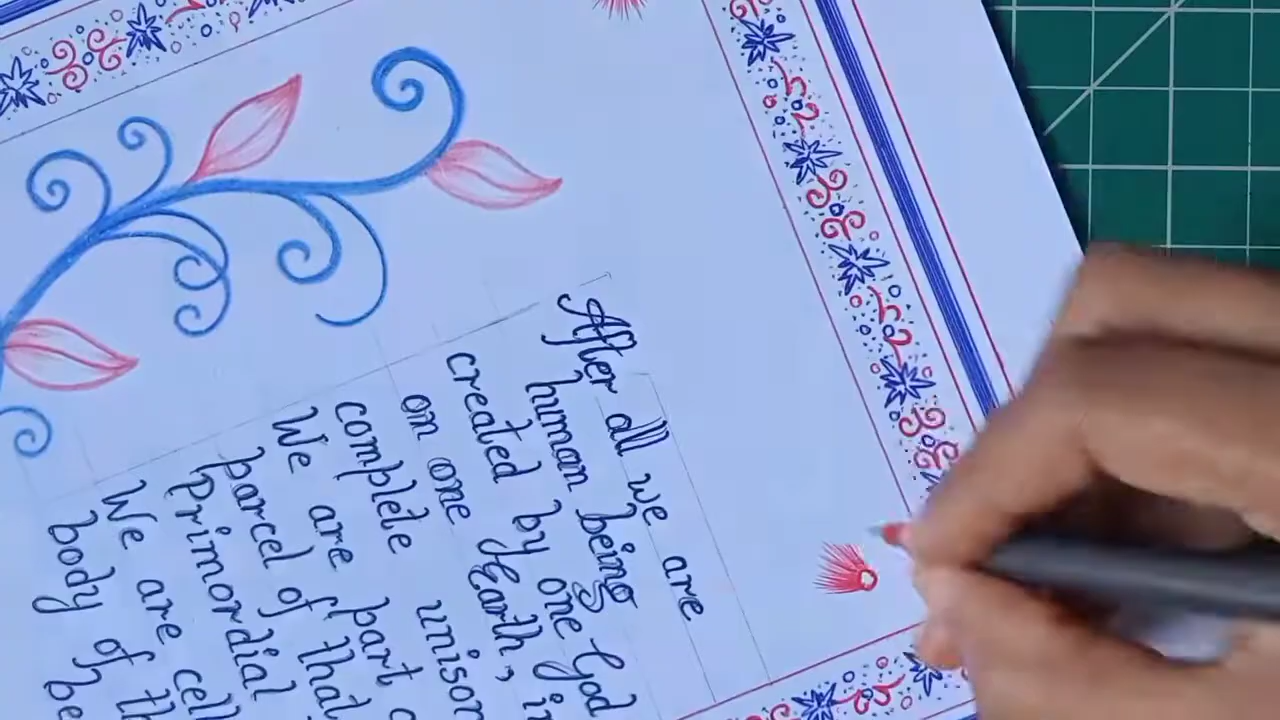 After all we are
human being
created by one God
on one Earth, in
complete unison
We are part
parcel of that
Primordial
We are cell
body of th
be